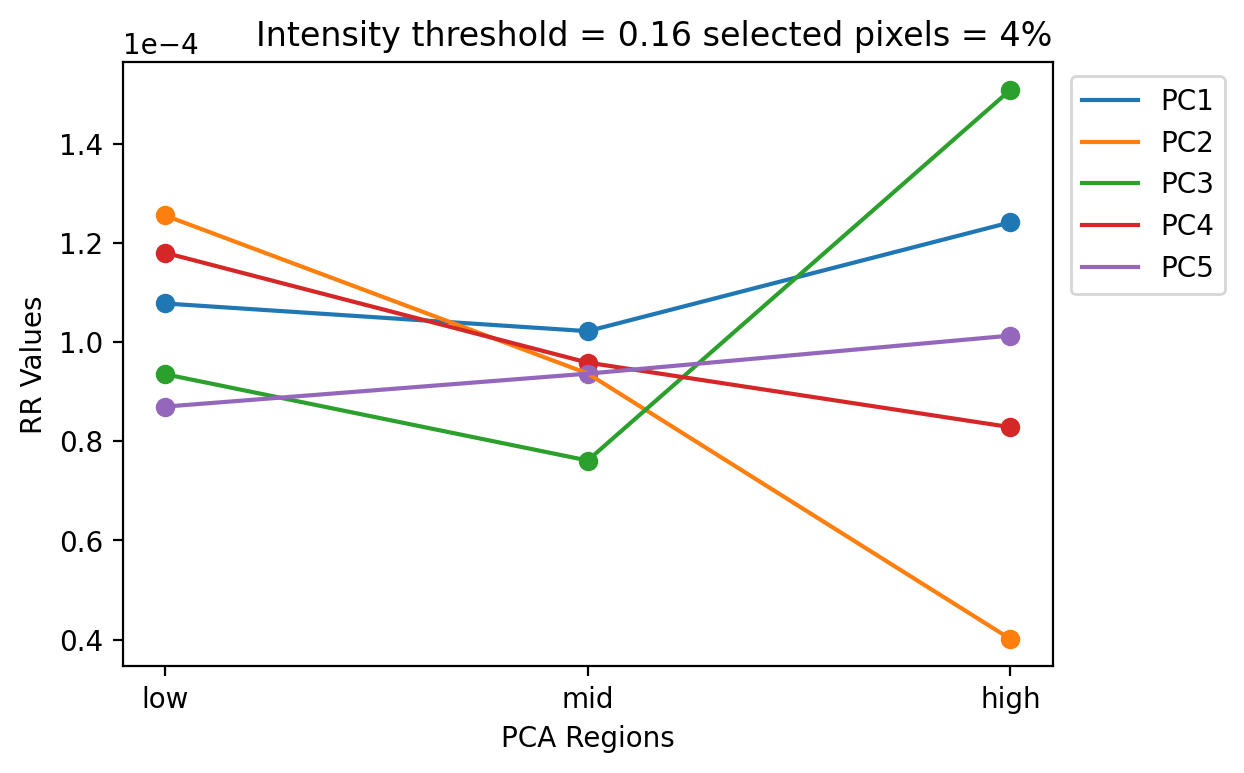 Intensity threshold = 0.16 selected pixels = 4%
1e−4
1.4
1.2
1.0
0.8
0.6
0.4
RR Values
low mid high
PCA Regions
PC1
PC2
PC3
PC4
PC5